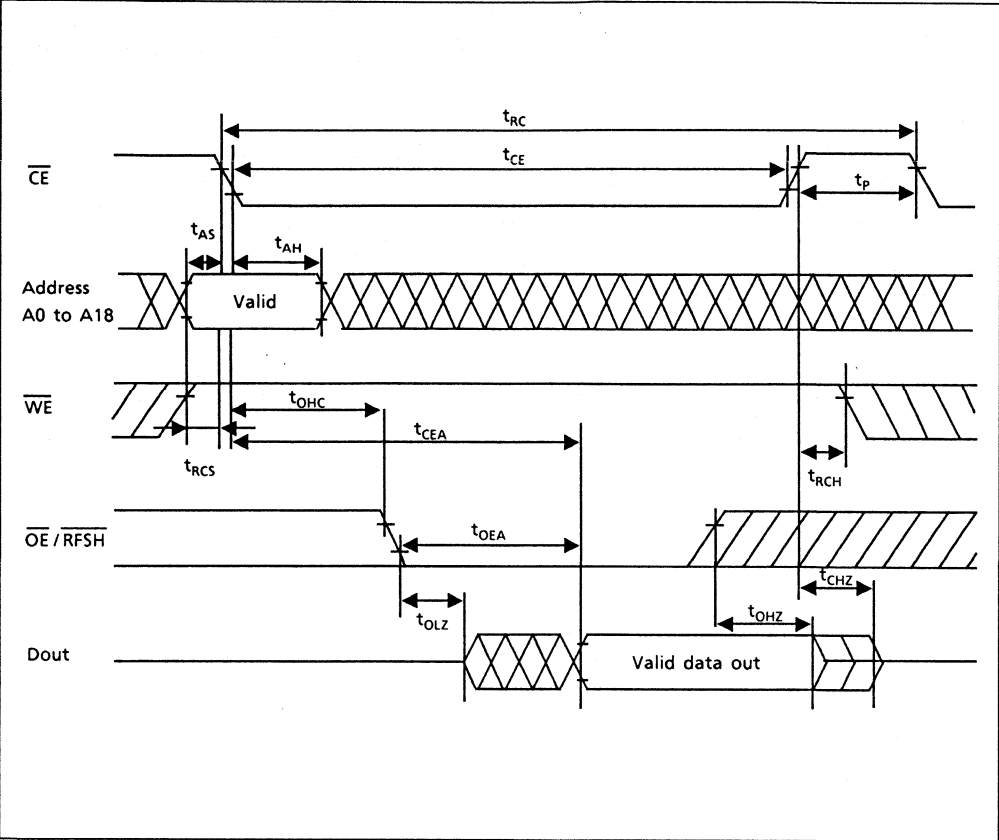 tRC
CE
tCE
tP
tAS
tAH
Address
A0 to A18
Valid
WE
tOHC
tCEA
tRCS
tRCH
OE / RFSH
tOEA
tCHZ
tOLZ
tOHZ
Dout
Valid data out